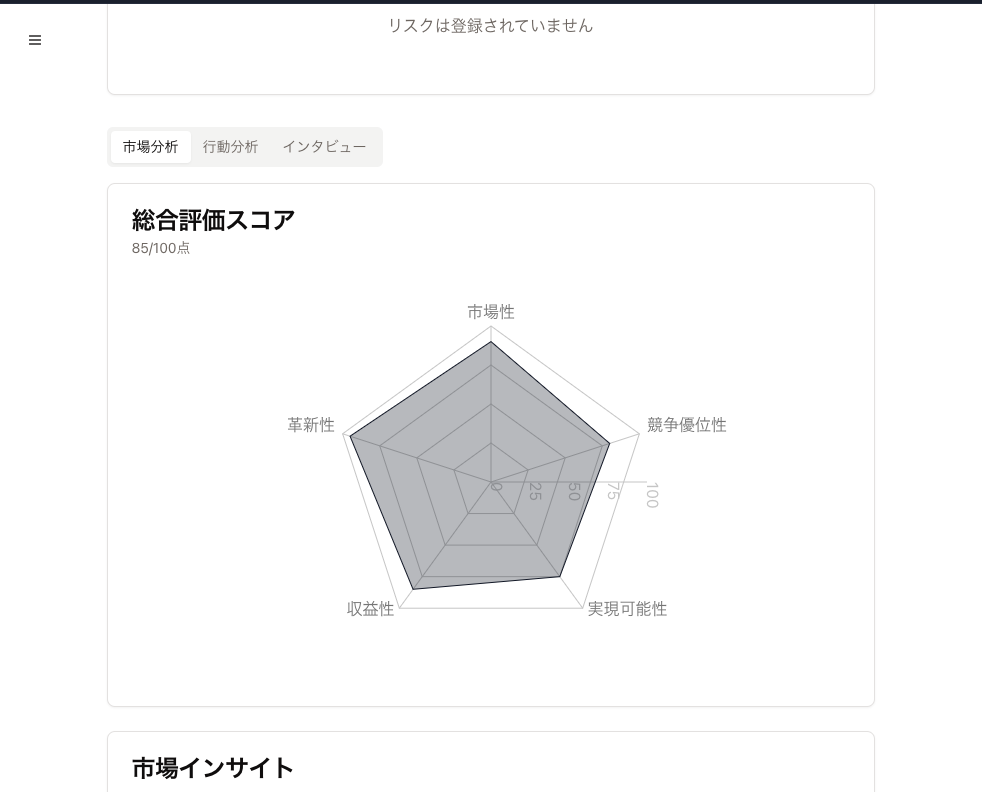 リスクは登録されていません
市場分析 行動分析 インタビュー
総合評価スコア
85/100点
市場性
革新性
競争優位性
0 25 50 75 100
収益性
実現可能性
市場インサイト